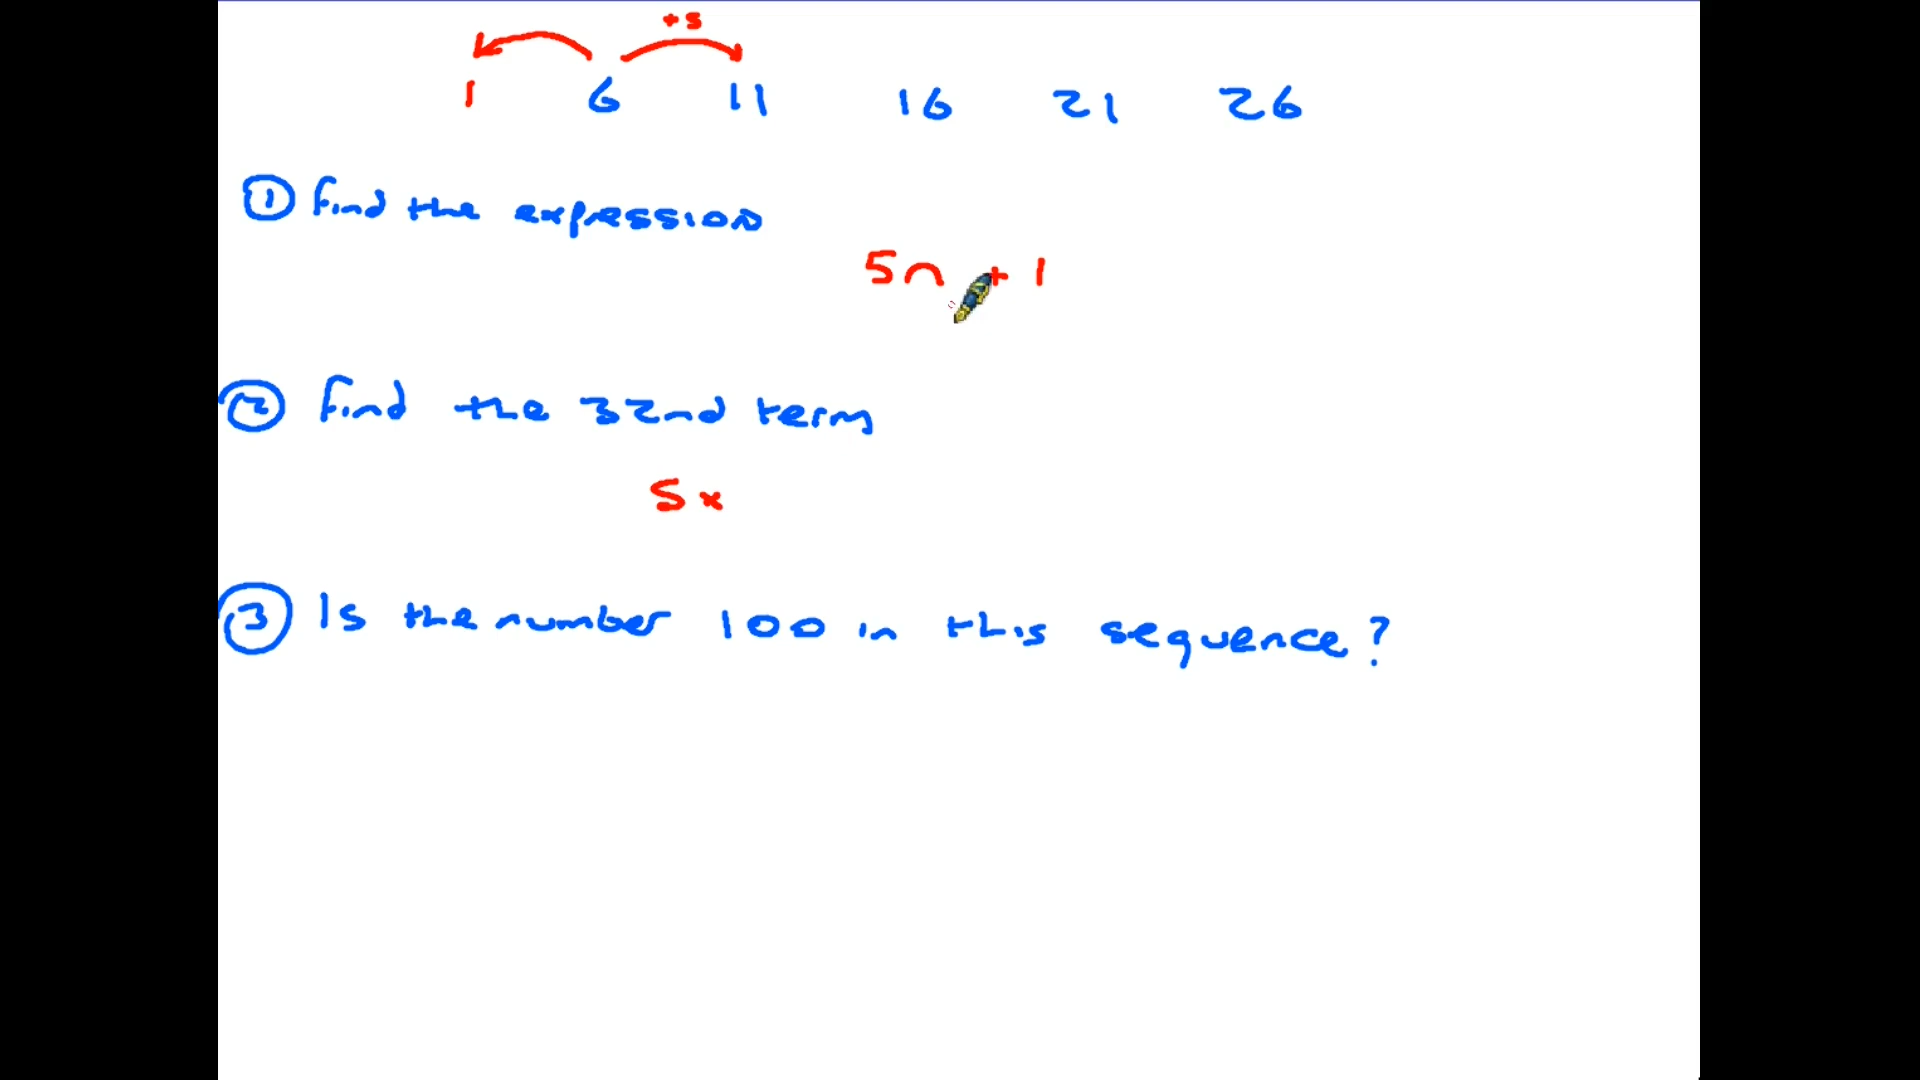 +5
1 6 11 16 21 26
① find the expression
5n + 1
② find the 32nd term
5×
③ Is the number 100 in this sequence?